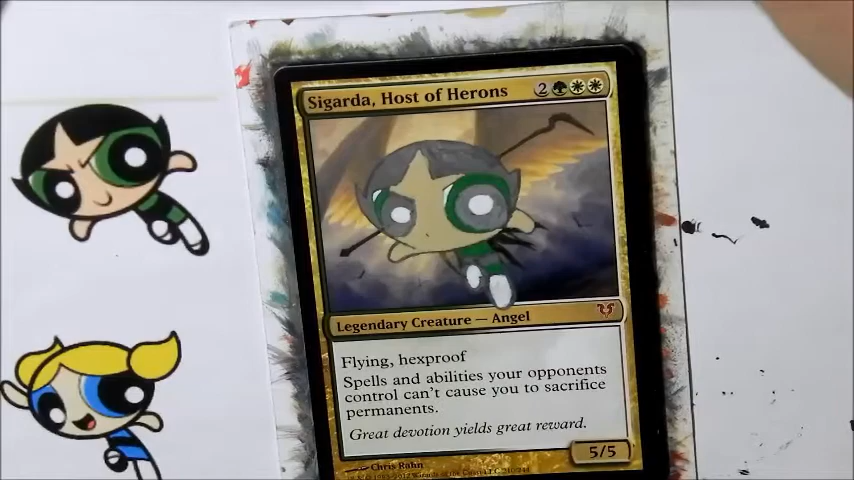 Sigarda, Host of Herons 2
Legendary Creature — Angel
Flying, hexproof
Spells and abilities your opponents
control can't cause you to sacrifice
permanents.
Great devotion yields great reward.
5/5
Chris Rahn